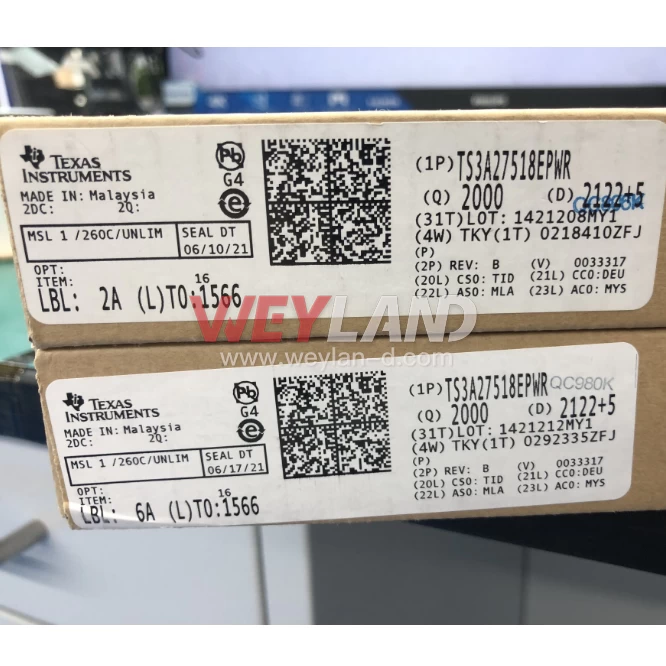 TEXAS
INSTRUMENTS
MADE IN: Malaysia
2DC: 2Q:
MSL 1 /260C/UNLIM
SEAL DT
06/10/21
OPT:
ITEM:
16
LBL: 2A (L)TO:1566
Pb
G4
e
(1P)TS3A27518EPWR
(Q) 2000 (D) 2122+5
QC980K
(31T)LOT: 1421208MY1
(4W) TKY(1T) 0218410ZFJ
(P)
(2P) REV: B (V) 0033317
(20L) CSO: TID (21L) CCO:DEU
(22L) ASO: MLA (23L) ACO: MYS
WEYLAND
www.weylan-d.com
TEXAS
INSTRUMENTS
MADE IN: Malaysia
2DC: 2Q:
MSL 1 /260C/UNLIM
SEAL DT
06/17/21
OPT:
ITEM:
16
LBL: 6A (L)TO:1566
Pb
G4
e
(1P)TS3A27518EPWR QC980K
(Q) 2000 (D) 2122+5
(31T)LOT: 1421212MY1
(4W) TKY(1T) 0292335ZFJ
(P)
(2P) REV: B (V) 0033317
(20L) CSO: TID (21L) CCO:DEU
(22L) ASO: MLA (23L) ACO: MYS